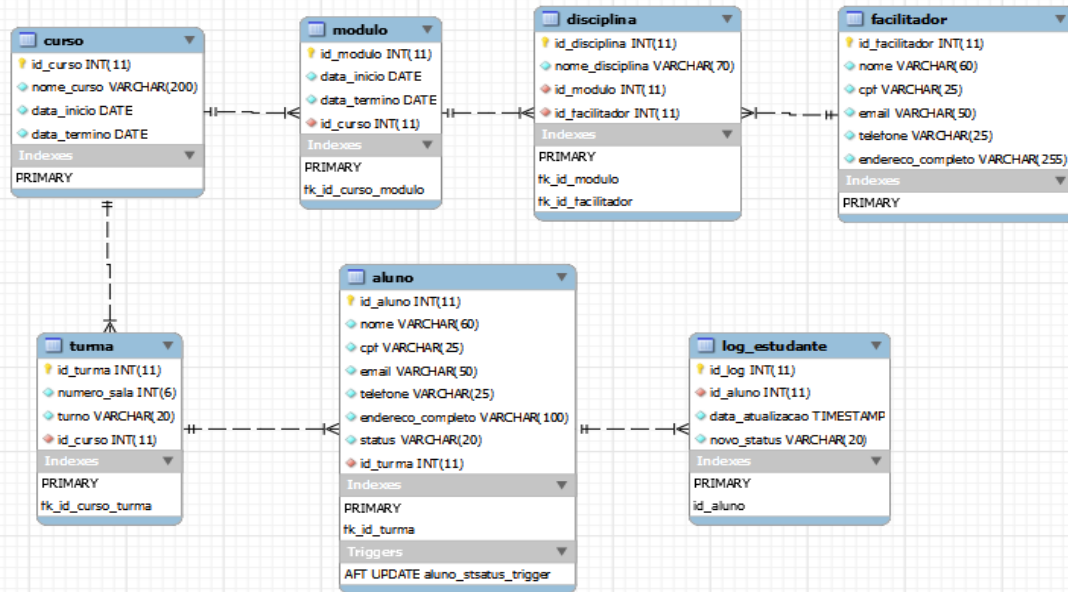 curso
id_curso INT(11)
nome_curso VARCHAR(200)
data_inicio DATE
data_termino DATE
Indexes
PRIMARY
modulo
id_modulo INT(11)
data_inicio DATE
data_termino DATE
id_curso INT(11)
Indexes
PRIMARY
fk_id_curso_modulo
disciplina
id_disciplina INT(11)
nome_disciplina VARCHAR(70)
id_modulo INT(11)
id_facilitador INT(11)
Indexes
PRIMARY
fk_id_modulo
fk_id_facilitador
facilitador
id_facilitador INT(11)
nome VARCHAR(60)
cpf VARCHAR(25)
email VARCHAR(50)
telefone VARCHAR(25)
endereco_completo VARCHAR(255)
Indexes
PRIMARY
turma
id_turma INT(11)
numero_sala INT(6)
turno VARCHAR(20)
id_curso INT(11)
Indexes
PRIMARY
fk_id_curso_turma
aluno
id_aluno INT(11)
nome VARCHAR(60)
cpf VARCHAR(25)
email VARCHAR(50)
telefone VARCHAR(25)
endereco_completo VARCHAR(100)
status VARCHAR(20)
id_turma INT(11)
Indexes
PRIMARY
fk_id_turma
Triggers
AFT UPDATE aluno_stsatus_trigger
log_estudante
id_log INT(11)
id_aluno INT(11)
data_atualizacao TIMESTAMP
novo_status VARCHAR(20)
Indexes
PRIMARY
id_aluno